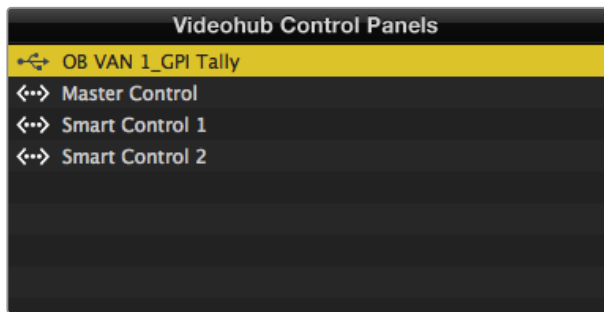 Videohub Control Panels
OB VAN 1_GPI Tally
Master Control
Smart Control 1
Smart Control 2